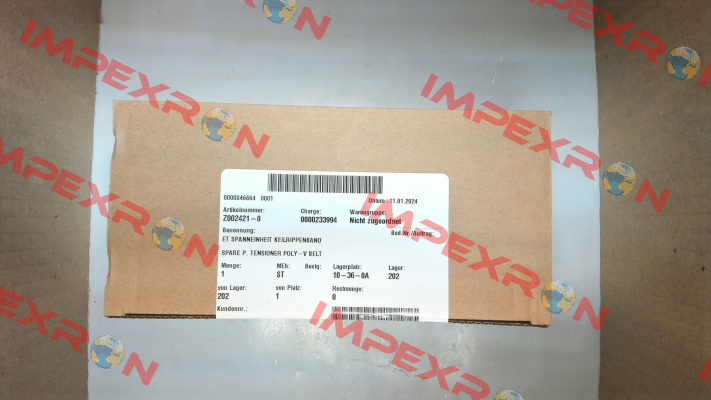 0000046664 0001
Datum : 11.01.2024
Artikelnummer: Charge: Warengruppe:
Z002421-0 0000233994 Nicht zugeordnet
Benennung: Bed.Nr./Auftrag:
ET SPANNEINHEIT KEILRIPPENBAND
SPARE P. TENSIONER POLY-V BELT
Menge: MEh: Bestq: Lagerplatz: Lager:
1 ST 10-36-0A 202
von Lager: von Platz: Restmenge:
202 1 0
Kundennr.:
IMPEXRON
IMPEXRON
IMPEXRON
IMPEXRON
IMPEXRON
IMPEXRON